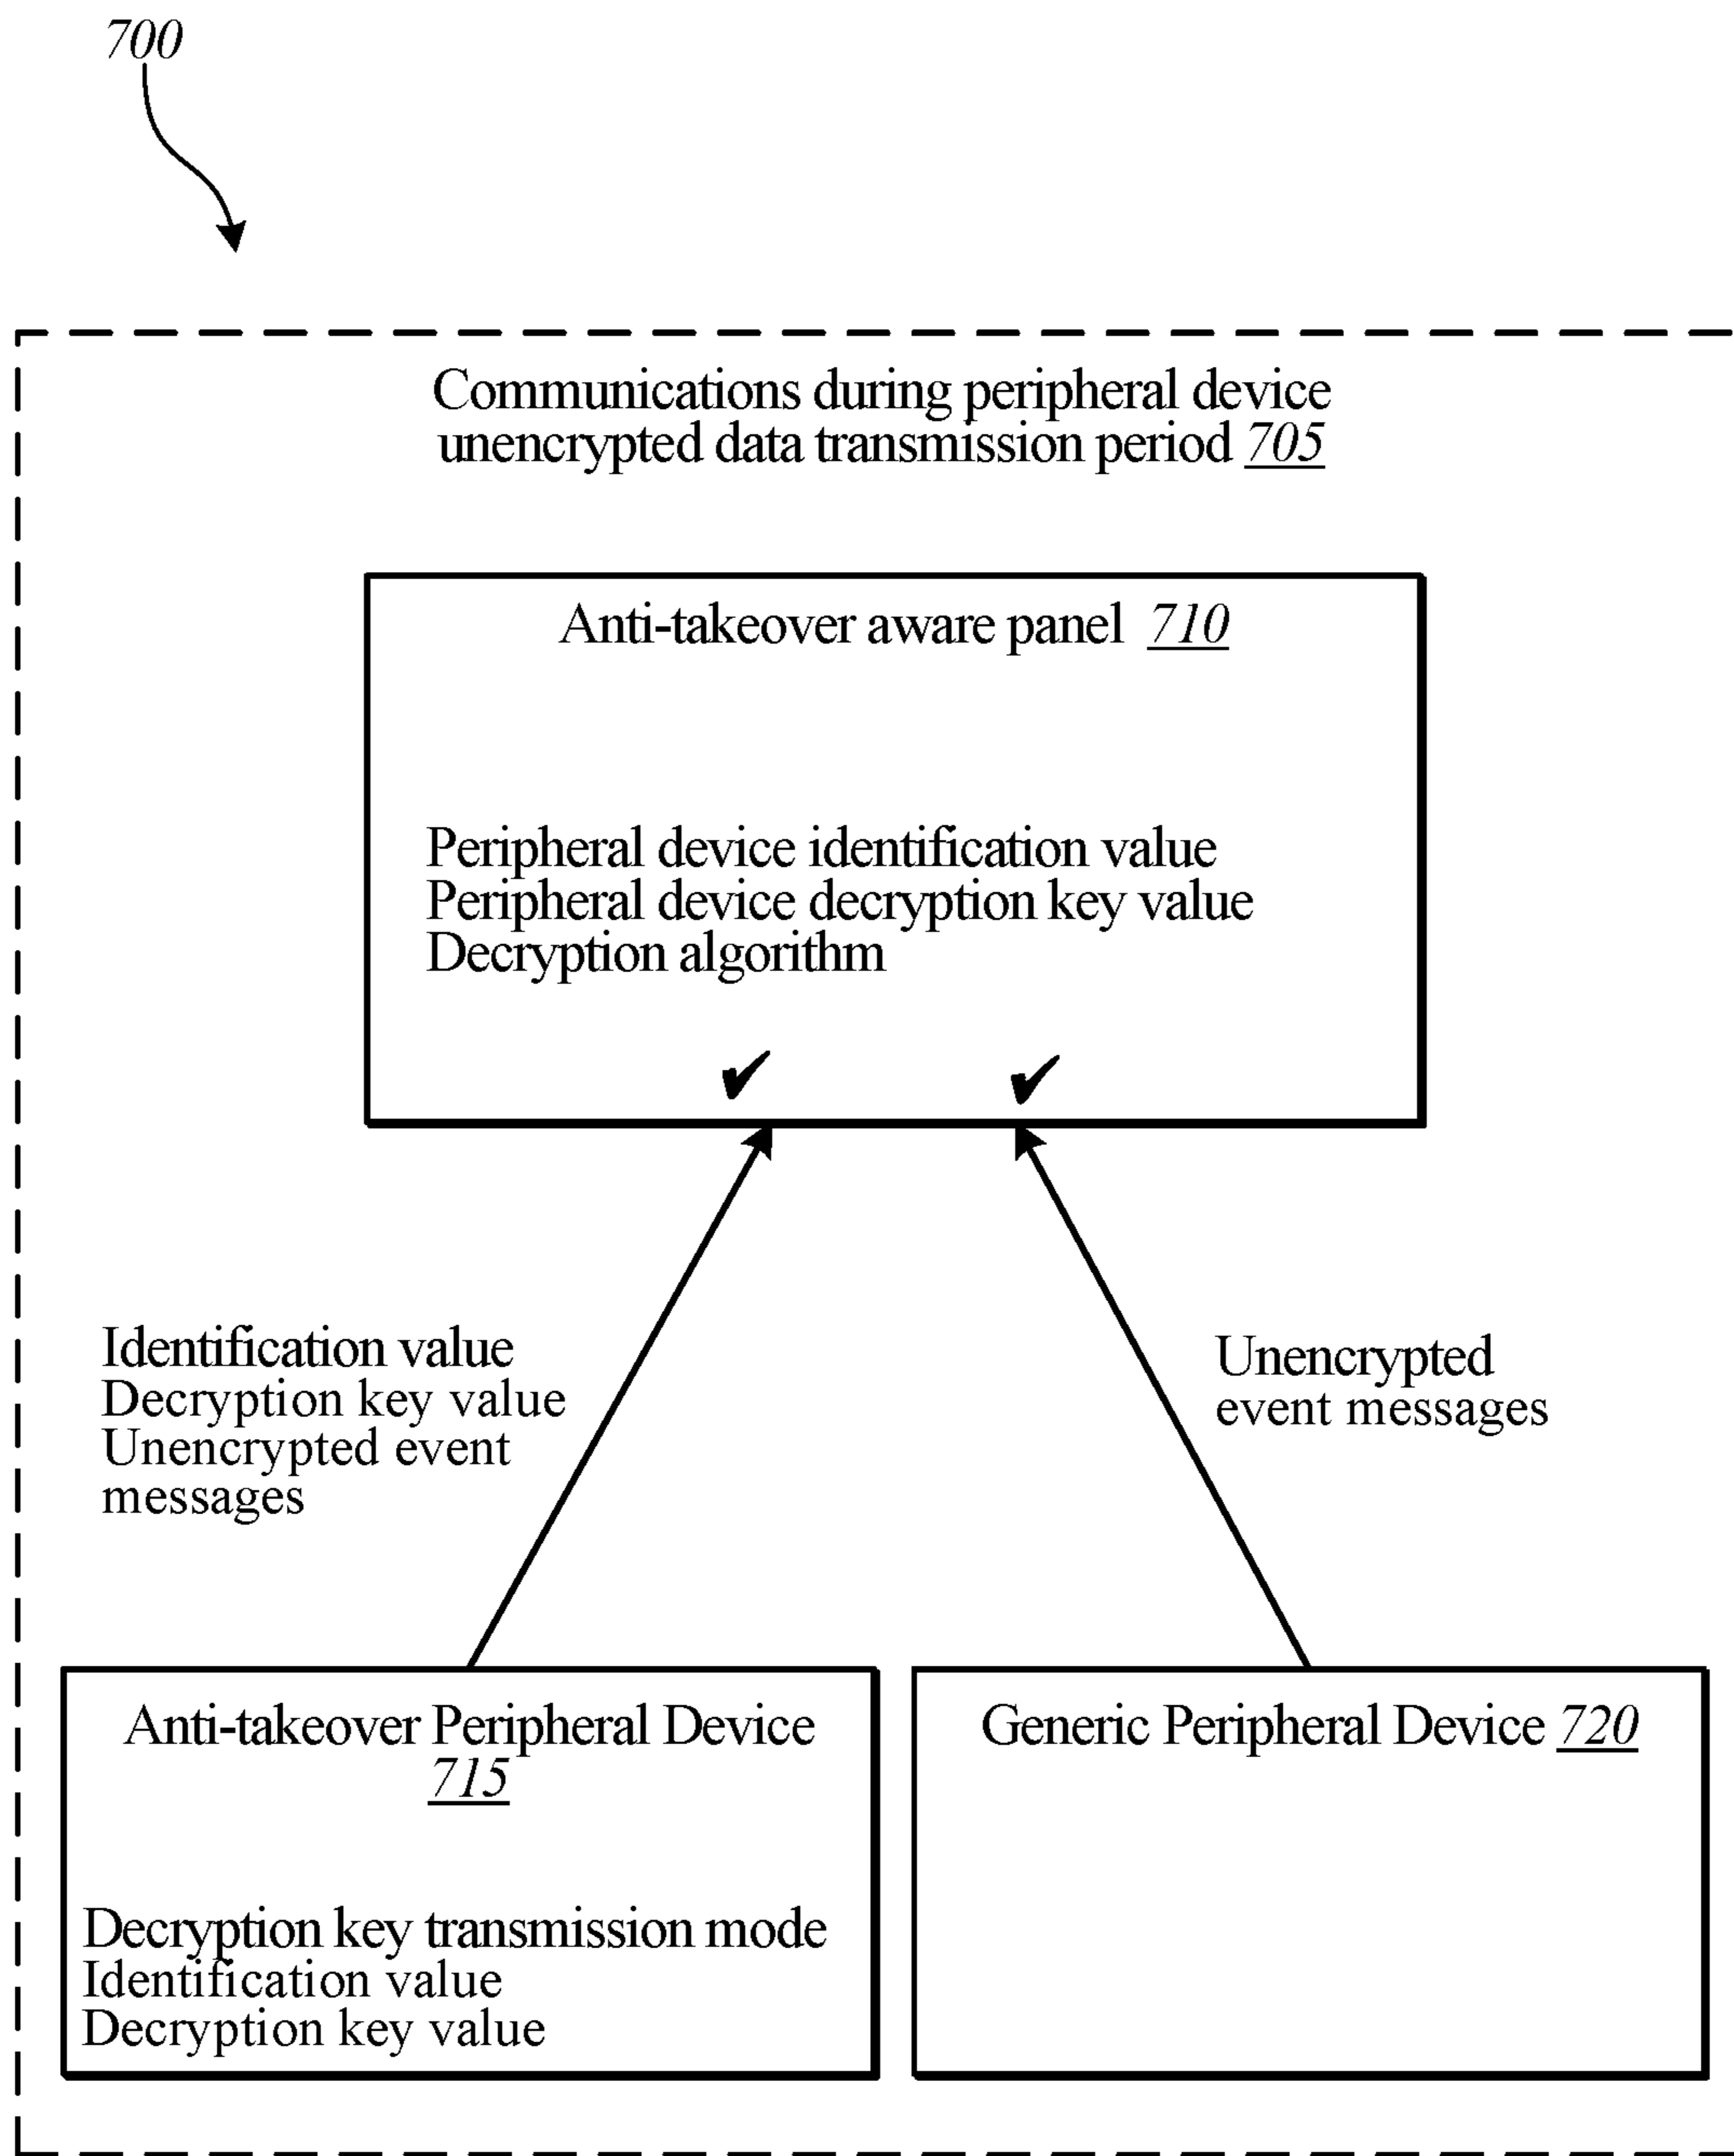 700
Communications during peripheral device
unencrypted data transmission period 705
Anti-takeover aware panel 710
Peripheral device identification value
Peripheral device decryption key value
Decryption algorithm
Identification value
Decryption key value
Unencrypted event
messages
Unencrypted
event messages
Anti-takeover Peripheral Device
715
Decryption key transmission mode
Identification value
Decryption key value
Generic Peripheral Device 720